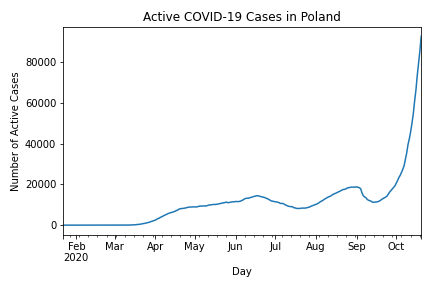 Active COVID-19 Cases in Poland
Number of Active Cases
80000
60000
40000
20000
0
Feb Mar Apr May Jun Jul Aug Sep Oct
2020
Day